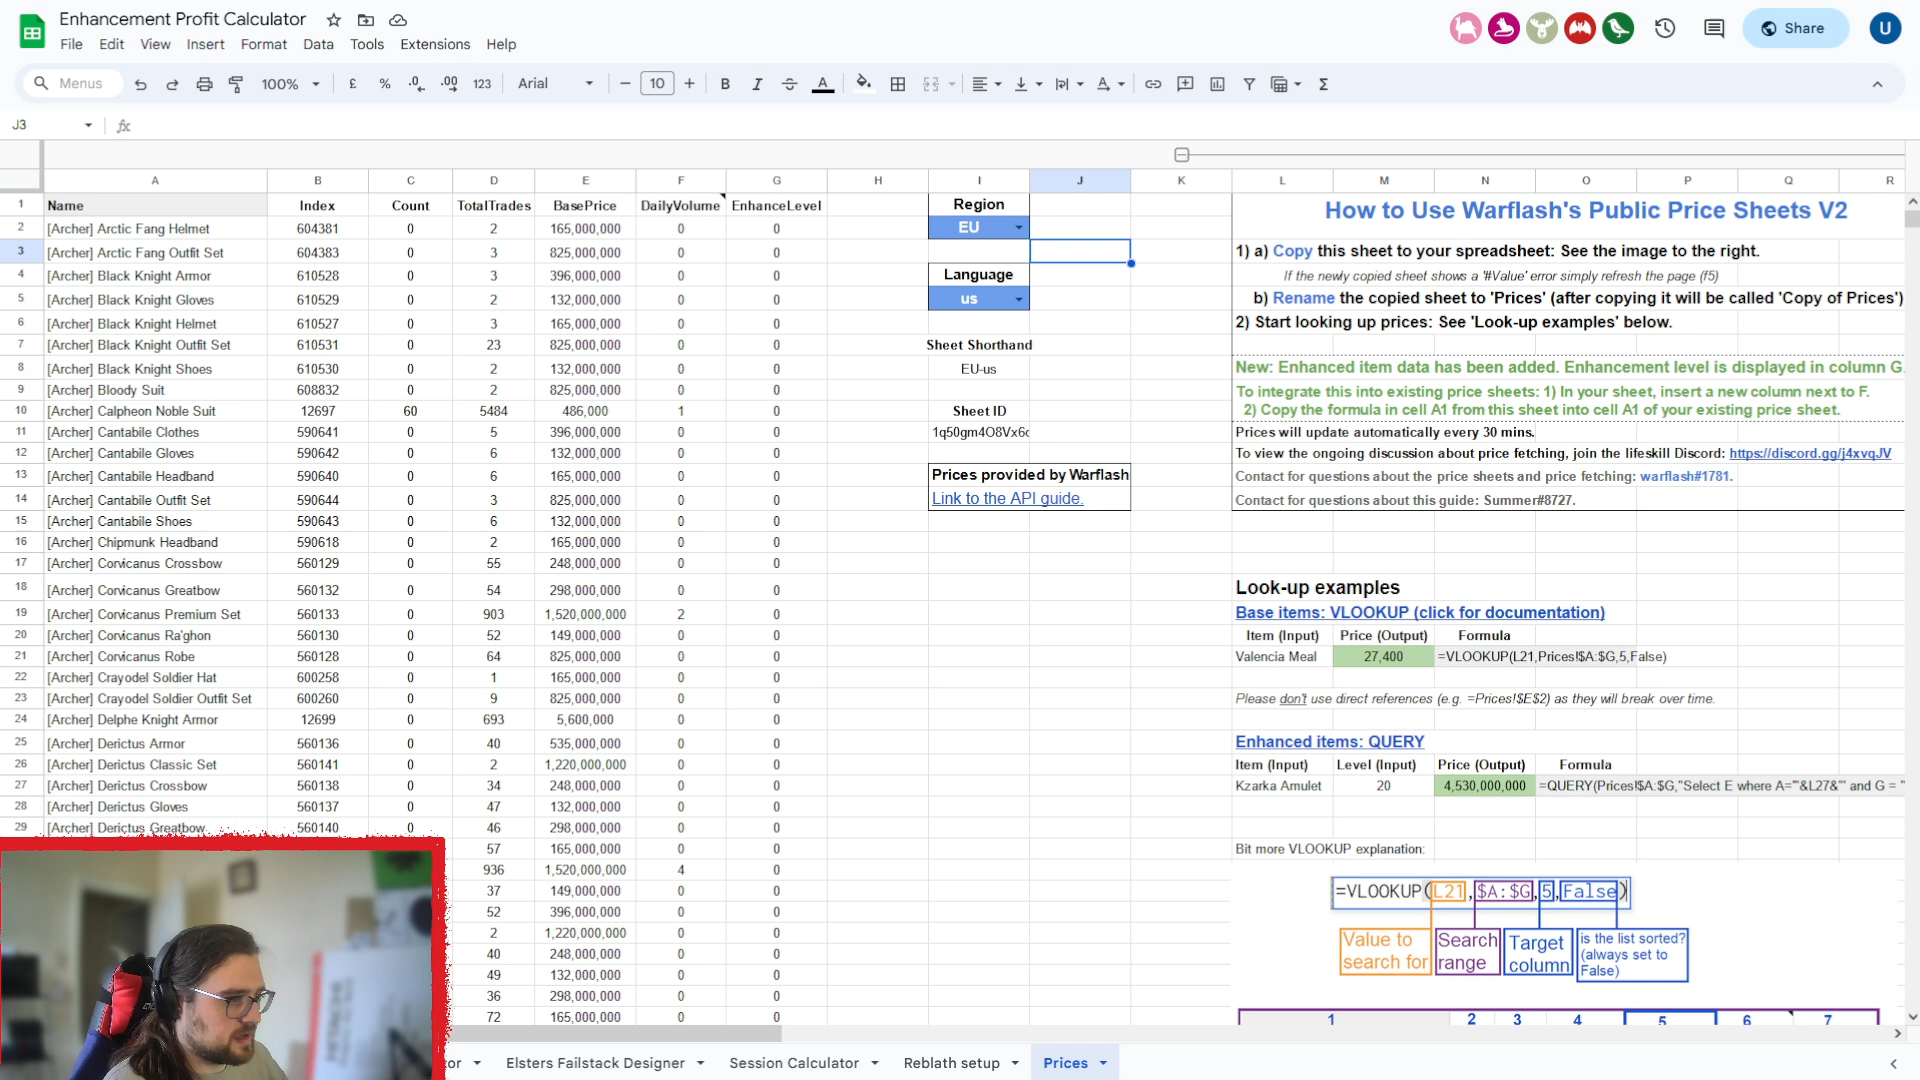 Enhancement Profit Calculator
File Edit View Insert Format Data Tools Extensions Help
Share
U
Menus
100%
£ % .0 .00 123
Arial
10
B I A
J3
fx
A B C D E F G H I J K L M N O P Q R
1 Name Index Count TotalTrades BasePrice DailyVolume EnhanceLevel Region
How to Use Warflash's Public Price Sheets V2
2 [Archer] Arctic Fang Helmet 604381 0 2 165,000,000 0 0 EU
3 [Archer] Arctic Fang Outfit Set 604383 0 3 825,000,000 0 0 1) a) Copy this sheet to your spreadsheet: See the image to the right.
4 [Archer] Black Knight Armor 610528 0 3 396,000,000 0 0 Language If the newly copied sheet shows a '#Value' error simply refresh the page (f5)
5 [Archer] Black Knight Gloves 610529 0 2 132,000,000 0 0 us b) Rename the copied sheet to 'Prices' (after copying it will be called 'Copy of Prices')
6 [Archer] Black Knight Helmet 610527 0 3 165,000,000 0 0 2) Start looking up prices: See 'Look-up examples' below.
7 [Archer] Black Knight Outfit Set 610531 0 23 825,000,000 0 0 Sheet Shorthand
8 [Archer] Black Knight Shoes 610530 0 2 132,000,000 0 0 EU-us New: Enhanced item data has been added. Enhancement level is displayed in column G.
9 [Archer] Bloody Suit 608832 0 2 825,000,000 0 0 To integrate this into existing price sheets: 1) In your sheet, insert a new column next to F.
10 [Archer] Calpheon Noble Suit 12697 60 5484 486,000 1 0 Sheet ID 2) Copy the formula in cell A1 from this sheet into cell A1 of your existing price sheet.
11 [Archer] Cantabile Clothes 590641 0 5 396,000,000 0 0 1q50gm4O8Vx6c Prices will update automatically every 30 mins.
12 [Archer] Cantabile Gloves 590642 0 6 132,000,000 0 0 To view the ongoing discussion about price fetching, join the lifeskill Discord: https://discord.gg/j4xvqJV
13 [Archer] Cantabile Headband 590640 0 6 165,000,000 0 0 Prices provided by Warflash Contact for questions about the price sheets and price fetching: warflash#1781.
14 [Archer] Cantabile Outfit Set 590644 0 3 825,000,000 0 0 Link to the API guide. Contact for questions about this guide: Summer#8727.
15 [Archer] Cantabile Shoes 590643 0 6 132,000,000 0 0
16 [Archer] Chipmunk Headband 590618 0 2 165,000,000 0 0
17 [Archer] Corvicanus Crossbow 560129 0 55 248,000,000 0 0
18 [Archer] Corvicanus Greatbow 560132 0 54 298,000,000 0 0 Look-up examples
19 [Archer] Corvicanus Premium Set 560133 0 903 1,520,000,000 2 0 Base items: VLOOKUP (click for documentation)
20 [Archer] Corvicanus Ra'ghon 560130 0 52 149,000,000 0 0 Item (Input) Price (Output) Formula
21 [Archer] Corvicanus Robe 560128 0 64 825,000,000 0 0 Valencia Meal 27,400 =VLOOKUP(L21,Prices!$A:$G,5,False)
22 [Archer] Crayodel Soldier Hat 600258 0 1 165,000,000 0 0
23 [Archer] Crayodel Soldier Outfit Set 600260 0 9 825,000,000 0 0 Please don't use direct references (e.g. =Prices!$E$2) as they will break over time.
24 [Archer] Delphe Knight Armor 12699 0 693 5,600,000 0 0
25 [Archer] Derictus Armor 560136 0 40 535,000,000 0 0 Enhanced items: QUERY
26 [Archer] Derictus Classic Set 560141 0 2 1,220,000,000 0 0 Item (Input) Level (Input) Price (Output) Formula
27 [Archer] Derictus Crossbow 560138 0 34 248,000,000 0 0 Kzarka Amulet 20 4,530,000,000 =QUERY(Prices!$A:$G,"Select E where A='"&L27&"' and G = "
28 [Archer] Derictus Gloves 560137 0 47 132,000,000 0 0
29 [Archer] Derictus Greatbow 560140 0 46 298,000,000 0 0
57 165,000,000 0 0 Bit more VLOOKUP explanation:
936 1,520,000,000 4 0
37 149,000,000 0 0 =VLOOKUP(L21,$A:$G,5,False)
52 396,000,000 0 0
2 1,220,000,000 0 0
40 248,000,000 0 0
49 132,000,000 0 0
36 298,000,000 0 0
72 165,000,000 0 0
Value to search for
Search range
Target column
is the list sorted? (always set to False)
1 2 3 4 5 6 7
or Elsters Failstack Designer Session Calculator Reblath setup Prices